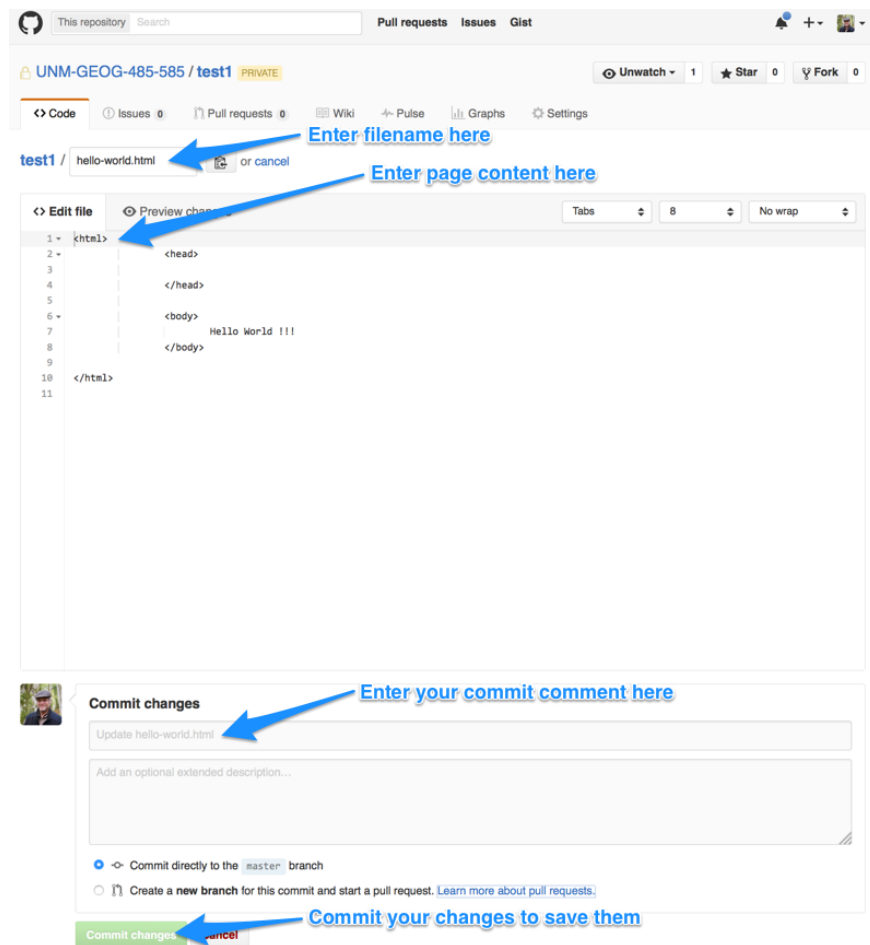 This repository Search Pull requests Issues Gist
UNM-GEOG-485-585 / test1 PRIVATE Unwatch 1 Star 0 Fork 0
Code Issues 0 Pull requests 0 Wiki Pulse Graphs Settings
Enter filename here
test1 / hello-world.html or cancel
Enter page content here
Edit file Preview changes Tabs 8 No wrap
1 <html>
2 <head>
3
4 </head>
5
6 <body>
7 Hello World !!!
8 </body>
9
10 </html>
11
Enter your commit comment here
Commit changes
Update hello-world.html
Add an optional extended description...
Commit directly to the master branch
Create a new branch for this commit and start a pull request. Learn more about pull requests.
Commit your changes to save them
Commit changes Cancel